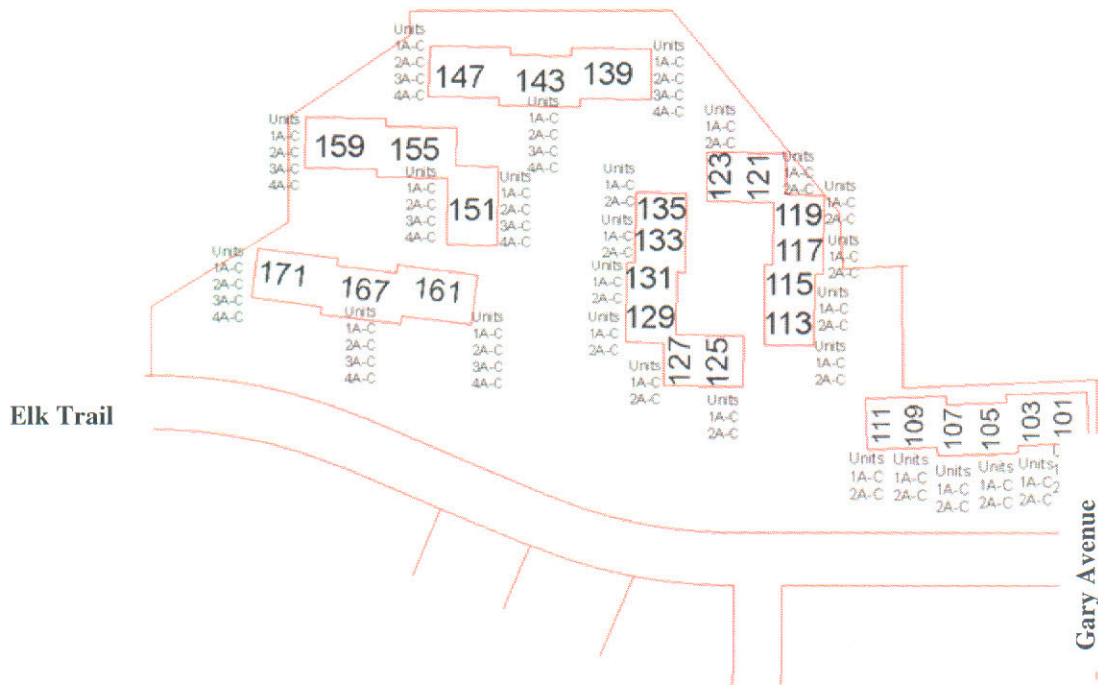 Units
1A-C
2A-C
3A-C
4A-C
147
143
139
Units
1A-C
2A-C
3A-C
4A-C
Units
1A-C
2A-C
3A-C
4A-C
Units
1A-C
2A-C
3A-C
4A-C
159
155
151
Units
1A-C
2A-C
3A-C
4A-C
Units
1A-C
2A-C
3A-C
4A-C
Units
1A-C
2A-C
123
121
Units
1A-C
2A-C
Units
1A-C
2A-C
119
117
Units
1A-C
2A-C
115
113
Units
1A-C
2A-C
Units
1A-C
2A-C
Units
1A-C
2A-C
135
133
Units
1A-C
2A-C
131
129
Units
1A-C
2A-C
Units
1A-C
2A-C
127
125
Units
1A-C
2A-C
Units
1A-C
2A-C
Units
1A-C
2A-C
3A-C
4A-C
171
167
161
Units
1A-C
2A-C
3A-C
4A-C
Units
1A-C
2A-C
3A-C
4A-C
Elk Trail
111
109
107
105
103
101
Units
1A-C
2A-C
Units
1A-C
2A-C
Units
1A-C
2A-C
Units
1A-C
2A-C
Units
1A-C
2A-C
Gary Avenue